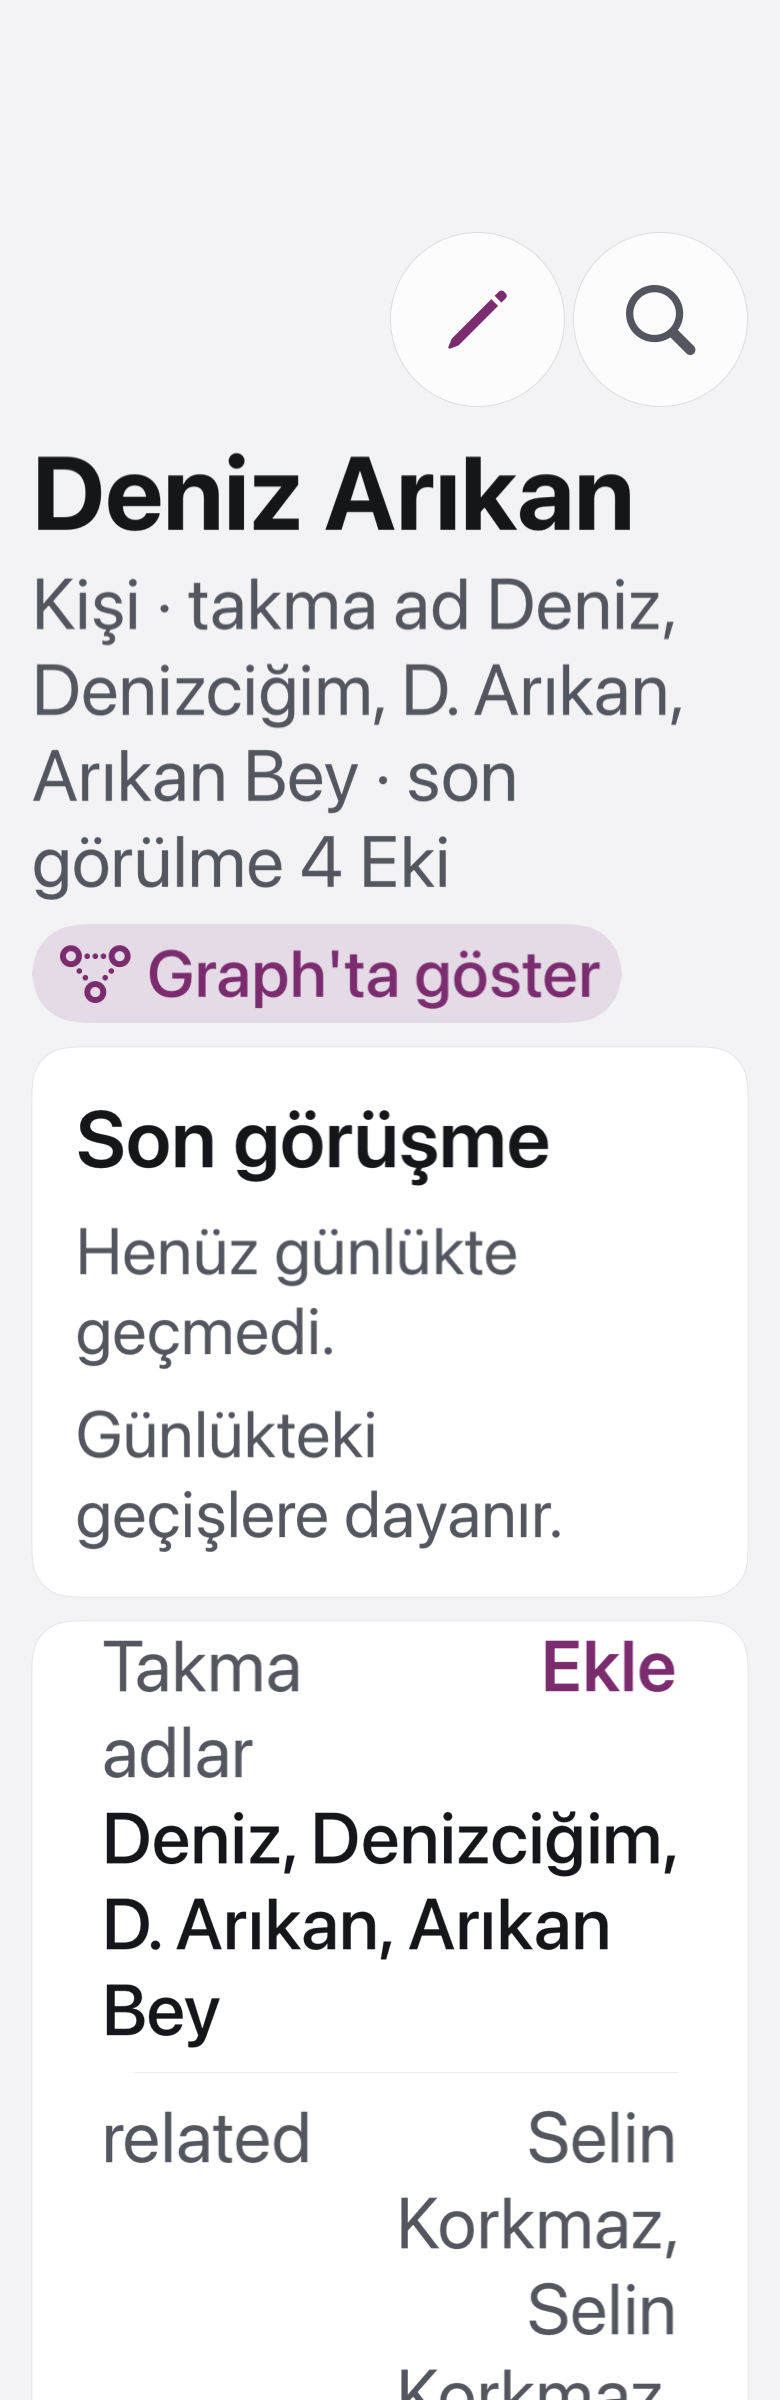 Deniz Arıkan
Kişi · takma ad Deniz,
Denizciğim, D. Arıkan,
Arıkan Bey · son
görülme 4 Eki
Graph'ta göster
Son görüşme
Henüz günlükte
geçmedi.
Günlükteki
geçişlere dayanır.
Takma
adlar
Ekle
Deniz, Denizciğim,
D. Arıkan, Arıkan
Bey
related
Selin
Korkmaz,
Selin
Korkmaz,